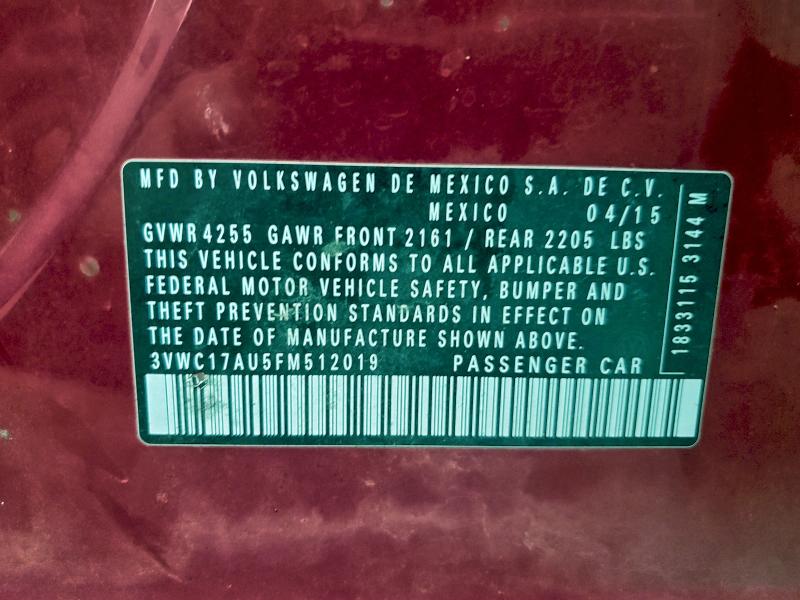 MFD BY VOLKSWAGEN DE MEXICO S.A. DE C.V.
MEXICO 04/15
GVWR 4255 GAWR FRONT 2161 / REAR 2205 LBS
THIS VEHICLE CONFORMS TO ALL APPLICABLE U.S.
FEDERAL MOTOR VEHICLE SAFETY, BUMPER AND
THEFT PREVENTION STANDARDS IN EFFECT ON
THE DATE OF MANUFACTURE SHOWN ABOVE.
3VWC17AU5FM512019 PASSENGER CAR
1833115 3144 M